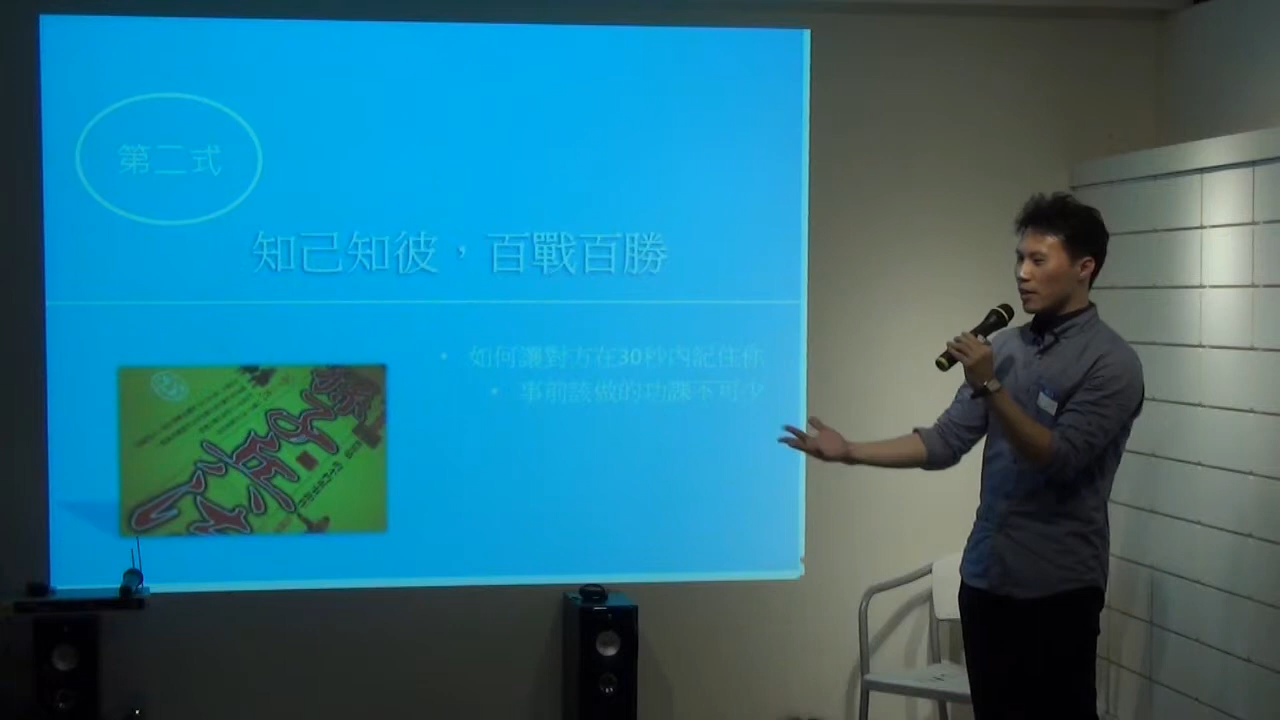 第二式
知己知彼，百戰百勝
• 如何讓對方在30秒內記住你
• 事前該做的功課不可少